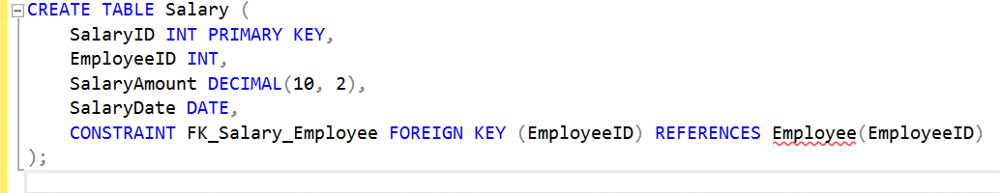 CREATE TABLE Salary (
    SalaryID INT PRIMARY KEY,
    EmployeeID INT,
    SalaryAmount DECIMAL(10, 2),
    SalaryDate DATE,
    CONSTRAINT FK_Salary_Employee FOREIGN KEY (EmployeeID) REFERENCES Employee(EmployeeID)
);